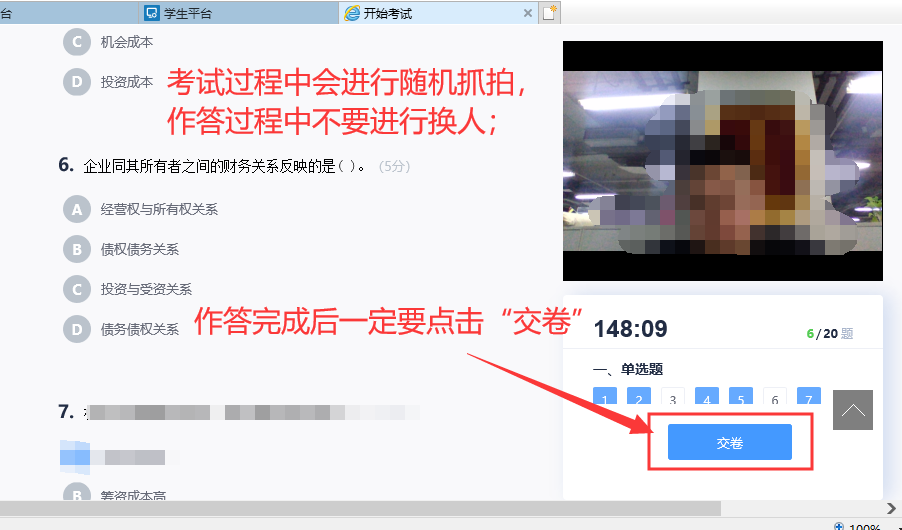 台
学生平台
开始考试
C 机会成本
D 投资成本
考试过程中会进行随机抓拍，
作答过程中不要进行换人；
6. 企业同其所有者之间的财务关系反映的是( )。 (5分)
A 经营权与所有权关系
B 债权债务关系
C 投资与受资关系
D 债务债权关系
作答完成后一定要点击“交卷”
148:09
6/20 题
一、单选题
1 2 3 4 5 6 7
交卷
7.
B 筹资成本高
100%